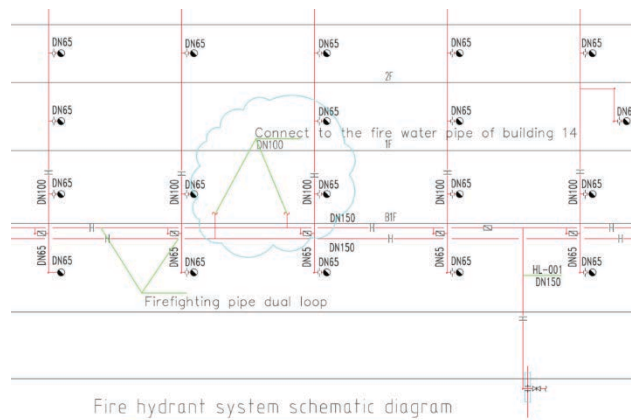 DN65 DN65 DN65 DN65 DN65
2F
DN65 DN65 DN65 DN65 DN65
Connect to the fire water pipe of building 14
DN100 1F
DN100 DN65 DN100 DN65 DN65 DN100 DN65 DN100 DN65
DN150 B1F
DN150
DN65 DN65 DN65 DN65 DN65 DN65 DN65 DN65 DN65 DN65
HL-001
DN150
Firefighting pipe dual loop
Fire hydrant system schematic diagram